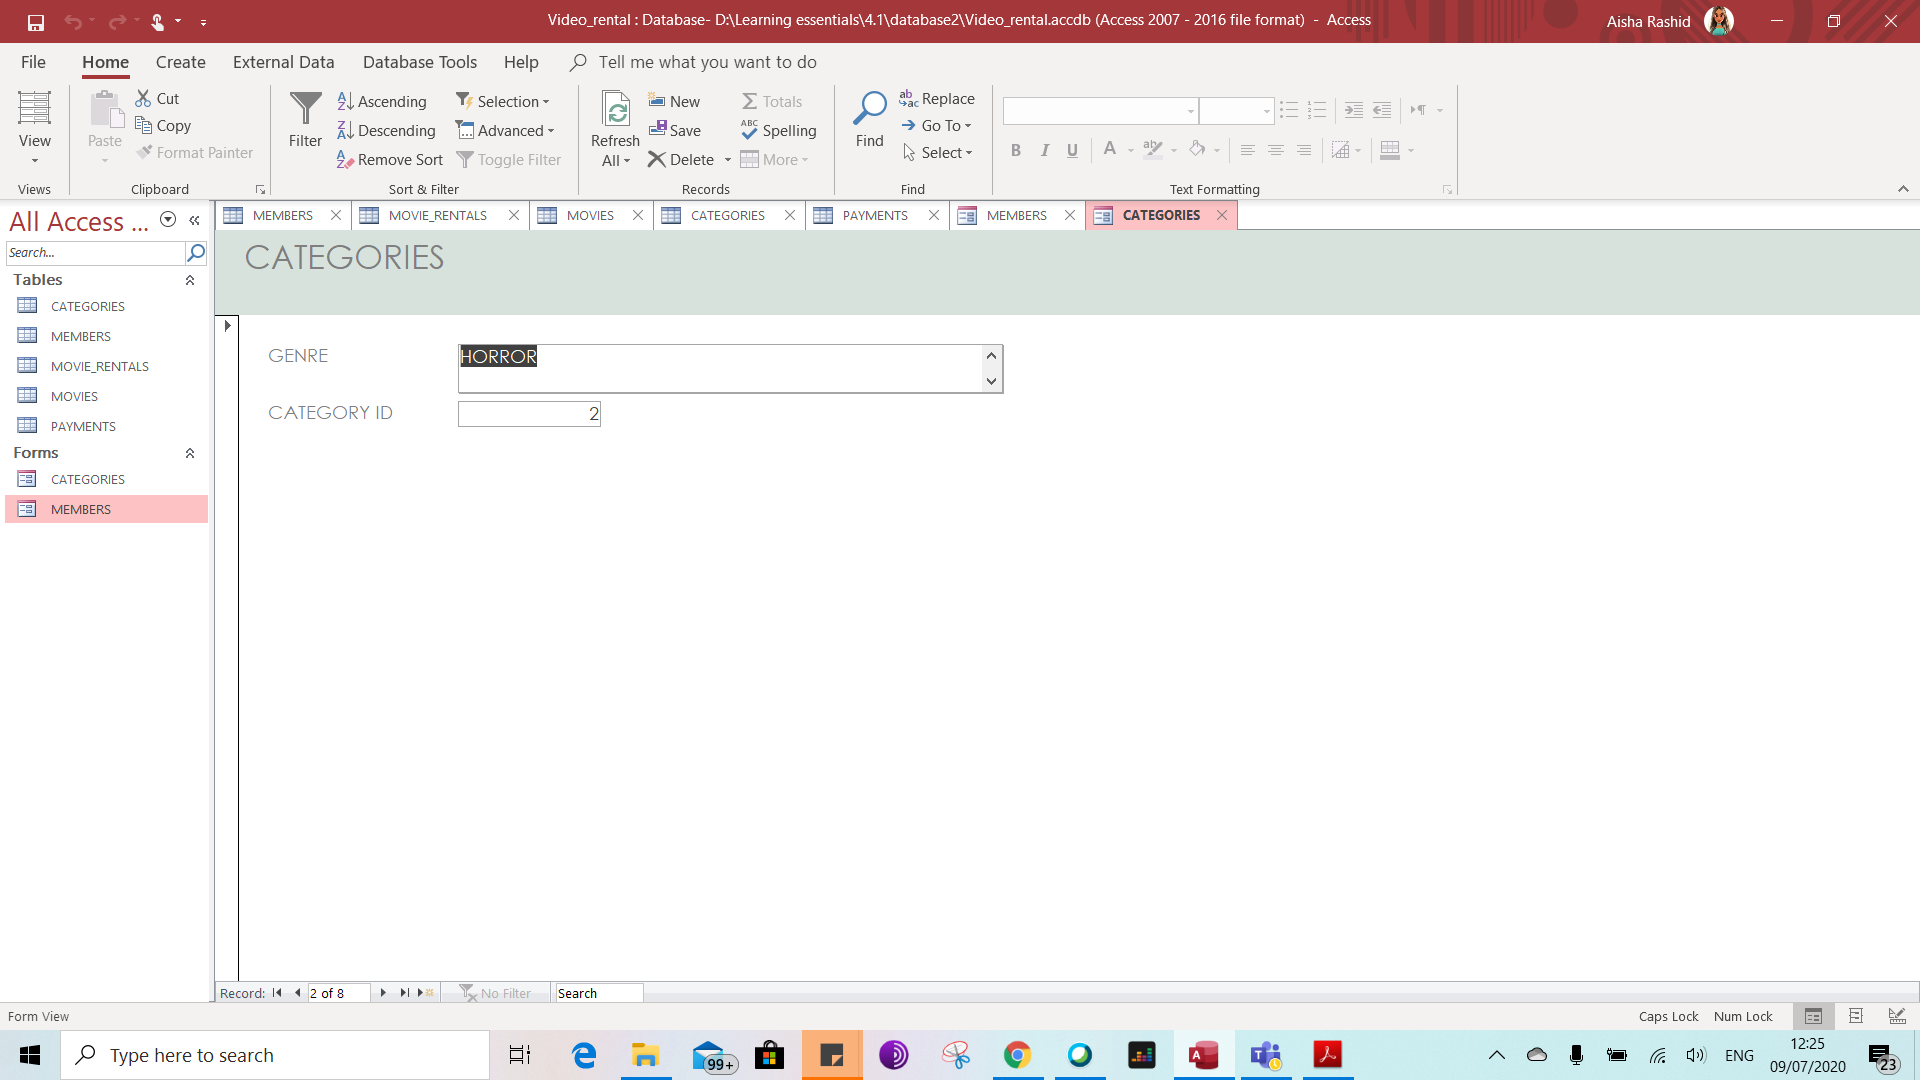 Video_rental : Database- D:\Learning essentials\4.1\database2\Video_rental.accdb (Access 2007 - 2016 file format) - Access
Aisha Rashid
File Home Create External Data Database Tools Help Tell me what you want to do
View
Views
Paste
Cut
Copy
Format Painter
Clipboard
Filter
Ascending
Descending
Remove Sort
Selection
Advanced
Toggle Filter
Sort & Filter
Refresh
All
New
Save
Delete
Totals
Spelling
More
Records
Find
Replace
Go To
Select
Find
B I U A
Text Formatting
All Access ...
Search...
Tables
CATEGORIES
MEMBERS
MOVIE_RENTALS
MOVIES
PAYMENTS
Forms
CATEGORIES
MEMBERS
MEMBERS MOVIE_RENTALS MOVIES CATEGORIES PAYMENTS MEMBERS CATEGORIES
CATEGORIES
GENRE HORROR
CATEGORY ID 2
Record: 2 of 8 No Filter Search
Form View
Caps Lock Num Lock
Type here to search
99+
ENG
12:25
09/07/2020
23